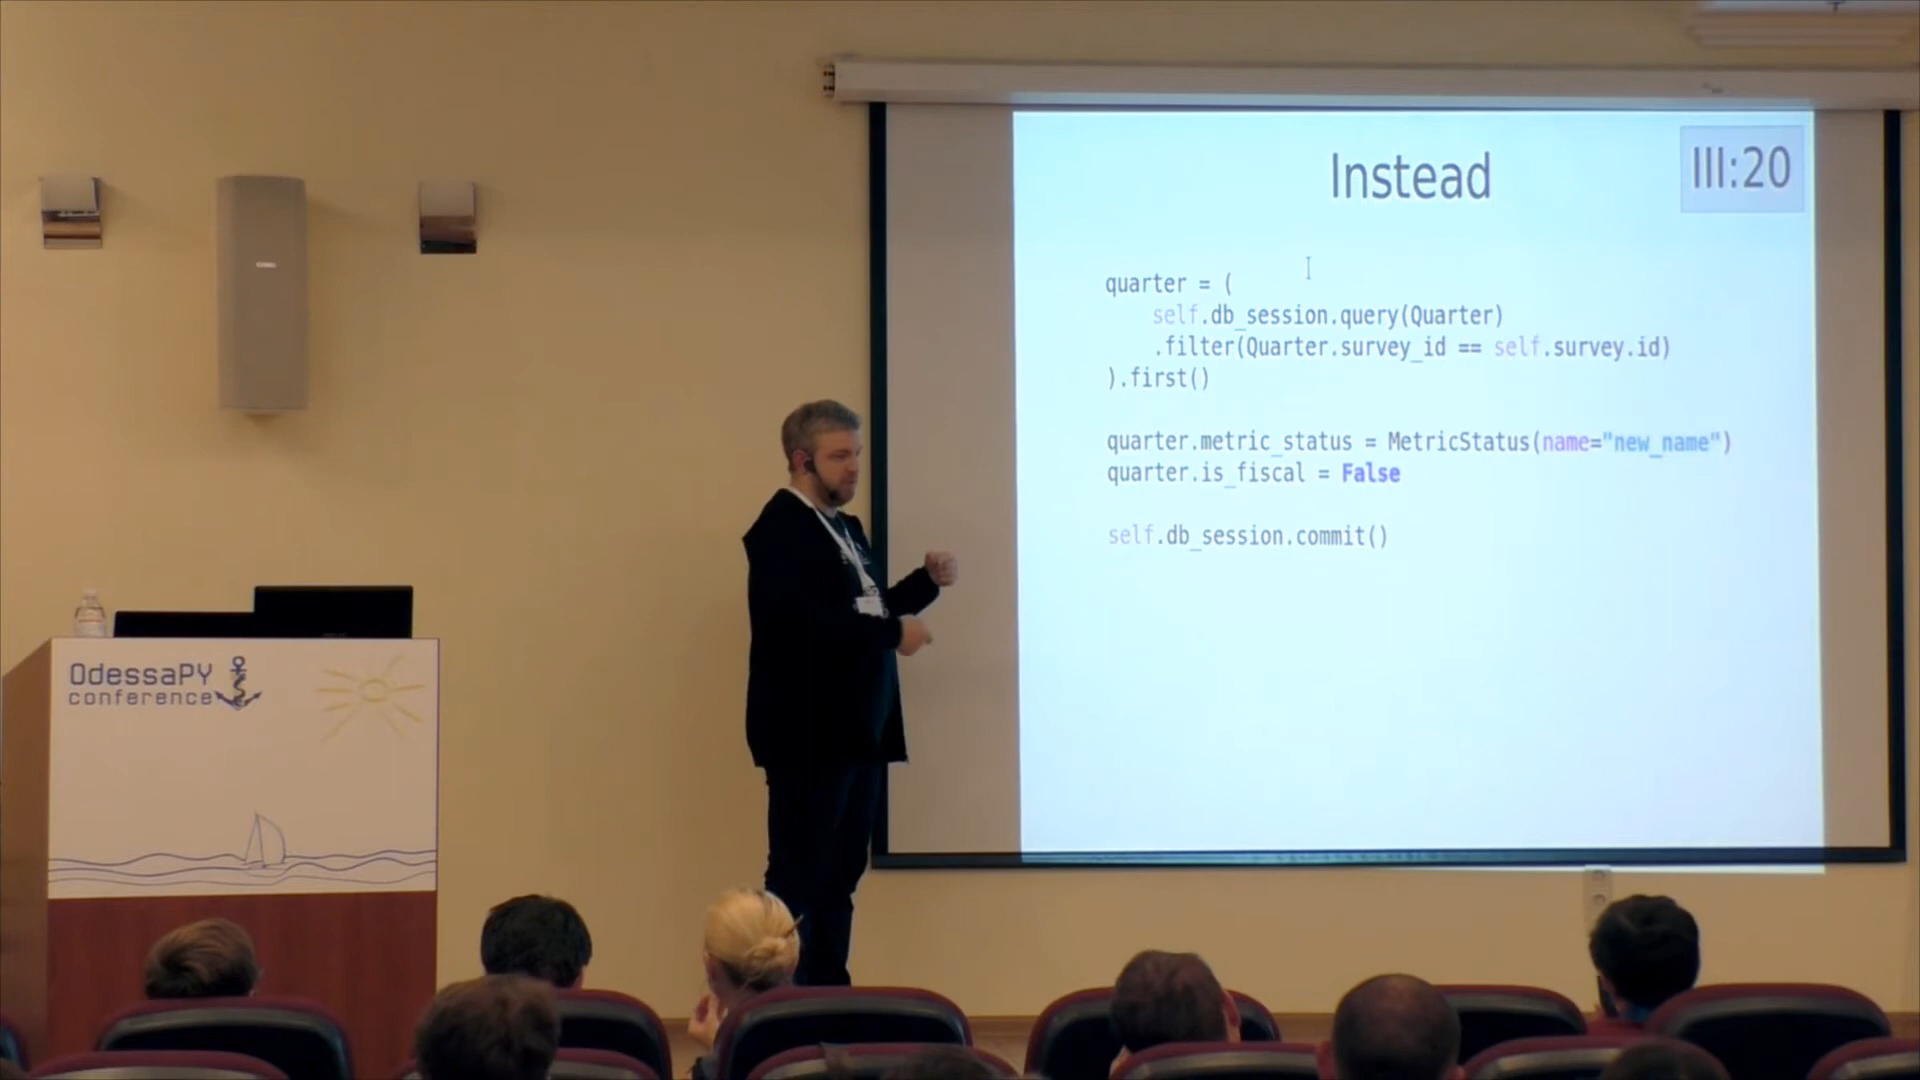 Instead
III:20
quarter = (
self.db_session.query(Quarter)
.filter(Quarter.survey_id == self.survey.id)
).first()
quarter.metric_status = MetricStatus(name="new_name")
quarter.is_fiscal = False
self.db_session.commit()
OdessaPY
conference